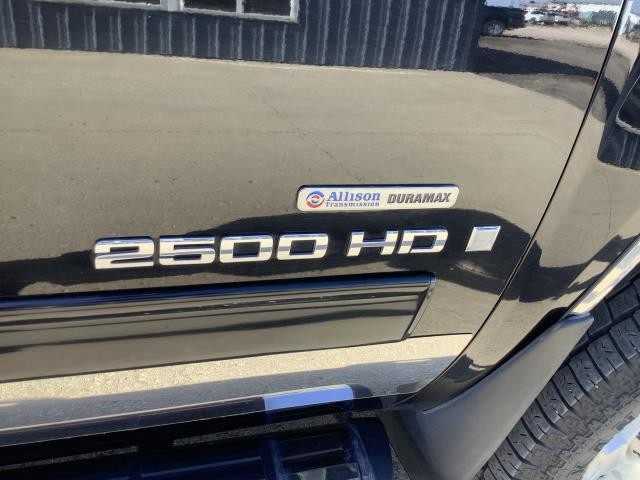 Allison DURAMAX
Transmission
2500 HD